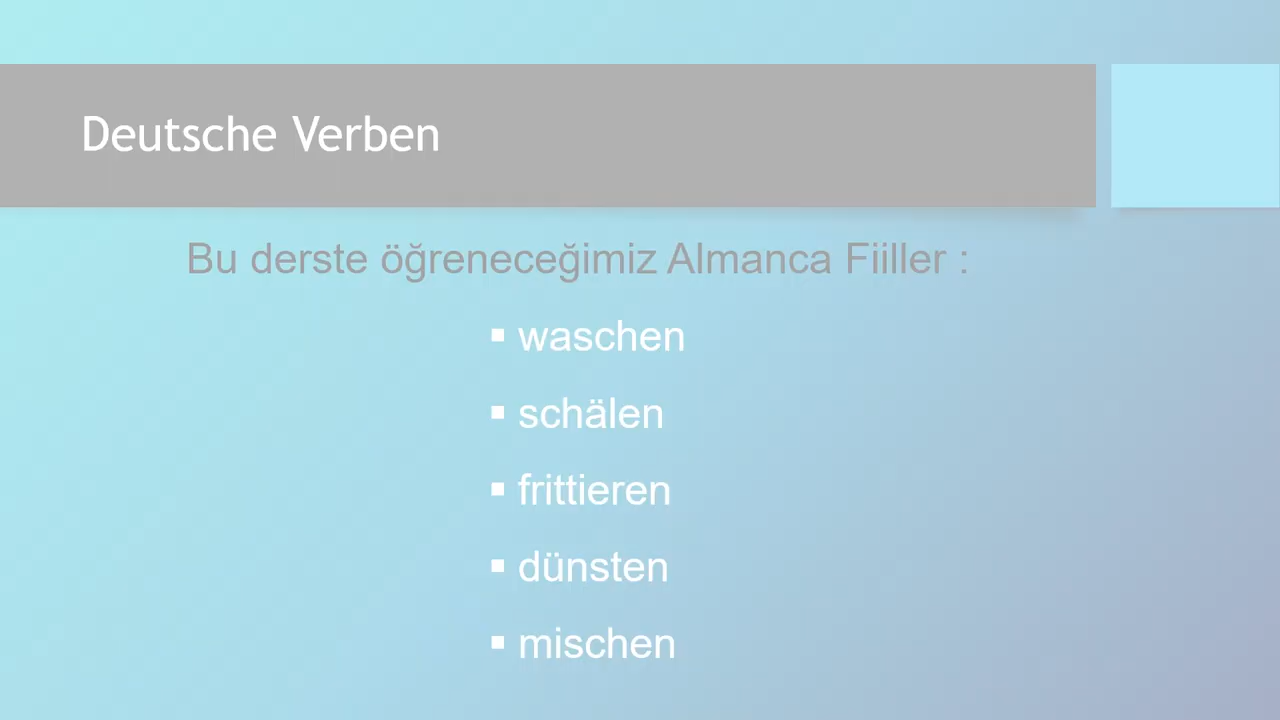 Deutsche Verben
Bu derste öğreneceğimiz Almanca Fiiller :
▪ waschen
▪ schälen
▪ frittieren
▪ dünsten
▪ mischen